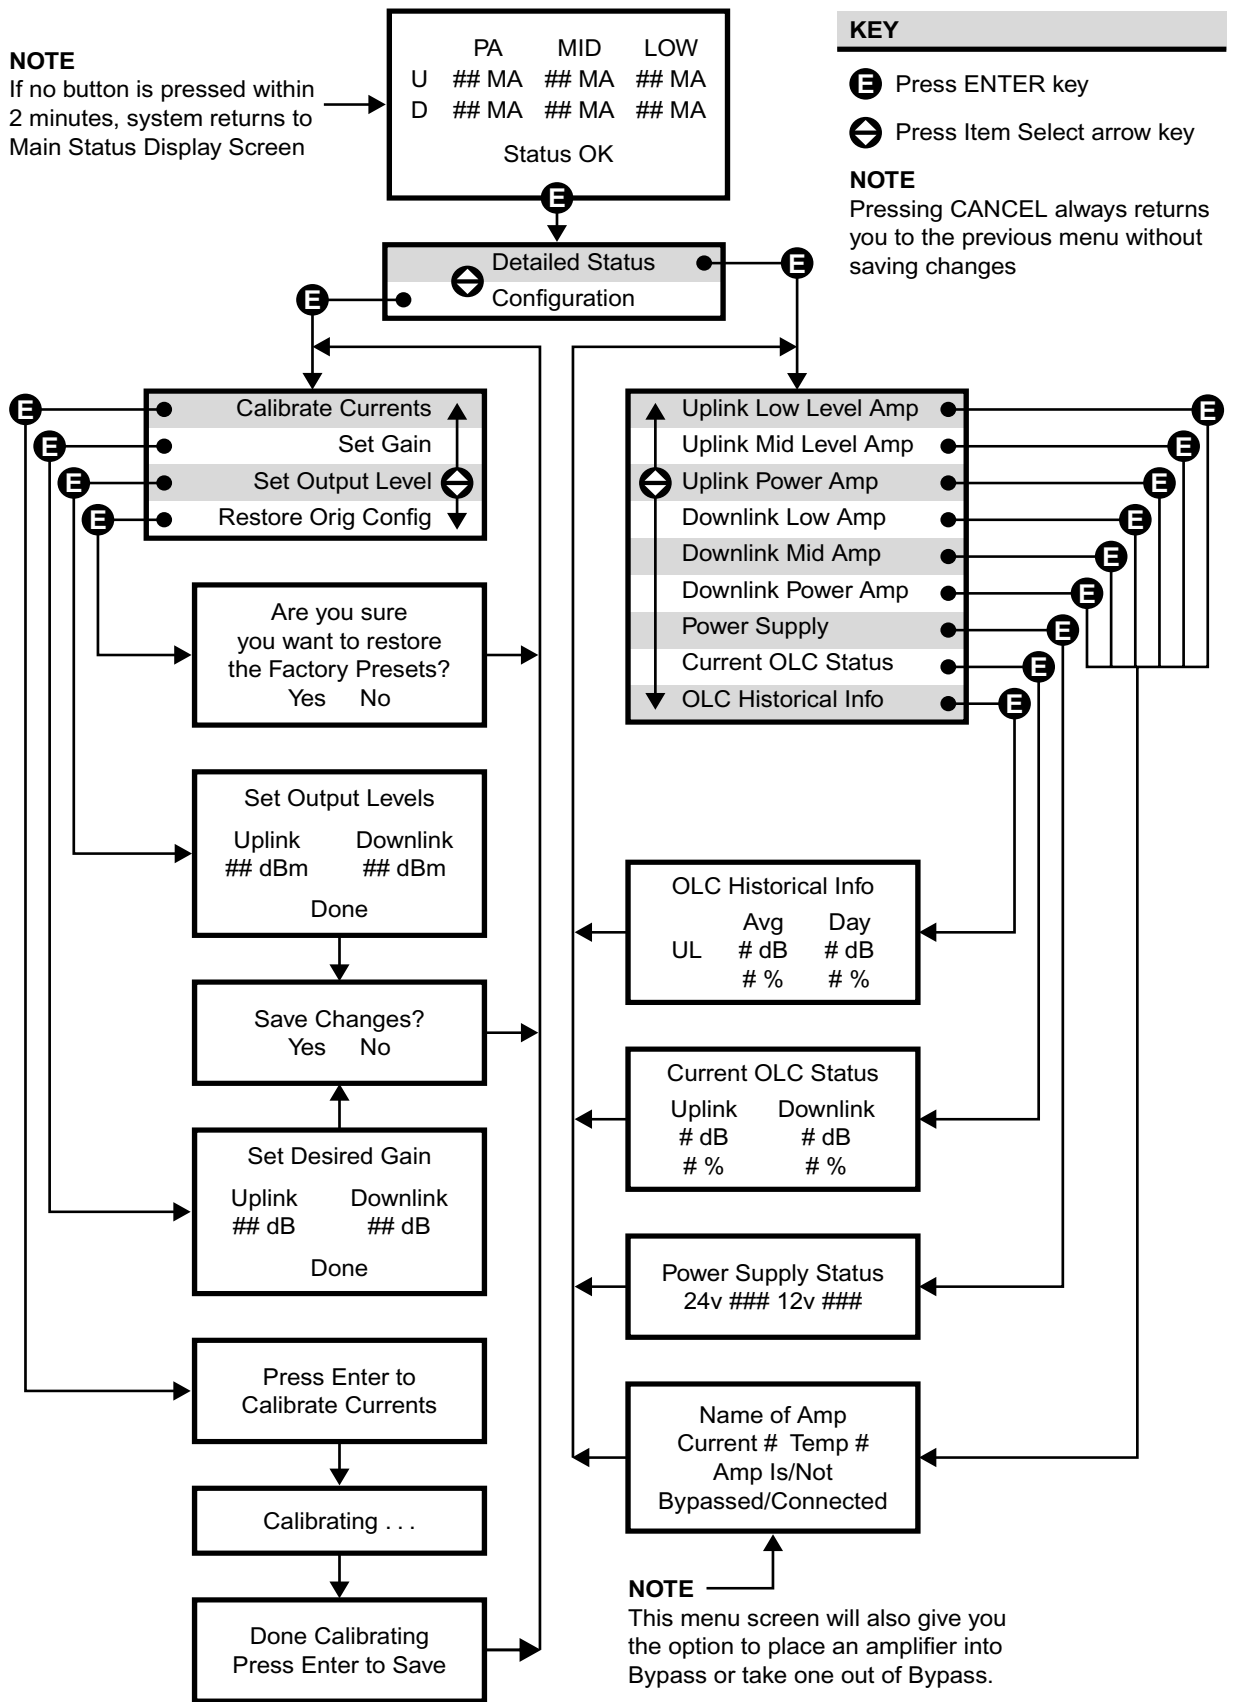 NOTE
If no button is pressed within
2 minutes, system returns to
Main Status Display Screen
PA MID LOW
U ## MA ## MA ## MA
D ## MA ## MA ## MA
Status OK
E
KEY
E Press ENTER key
Press Item Select arrow key
NOTE
Pressing CANCEL always returns
you to the previous menu without
saving changes
Detailed Status
E
Configuration
E
E
Calibrate Currents
E
Set Gain
E
Set Output Level
E
Restore Orig Config
Uplink Low Level Amp
E
Uplink Mid Level Amp
E
Uplink Power Amp
E
Downlink Low Amp
E
Downlink Mid Amp
E
Downlink Power Amp
E
Power Supply
E
Current OLC Status
E
OLC Historical Info
E
Are you sure
you want to restore
the Factory Presets?
Yes No
Set Output Levels
Uplink Downlink
## dBm ## dBm
Done
Save Changes?
Yes No
Set Desired Gain
Uplink Downlink
## dB ## dB
Done
Press Enter to
Calibrate Currents
Calibrating . . .
Done Calibrating
Press Enter to Save
OLC Historical Info
Avg Day
UL # dB # dB
# % # %
Current OLC Status
Uplink Downlink
# dB # dB
# % # %
Power Supply Status
24v ### 12v ###
Name of Amp
Current # Temp #
Amp Is/Not
Bypassed/Connected
NOTE
This menu screen will also give you
the option to place an amplifier into
Bypass or take one out of Bypass.